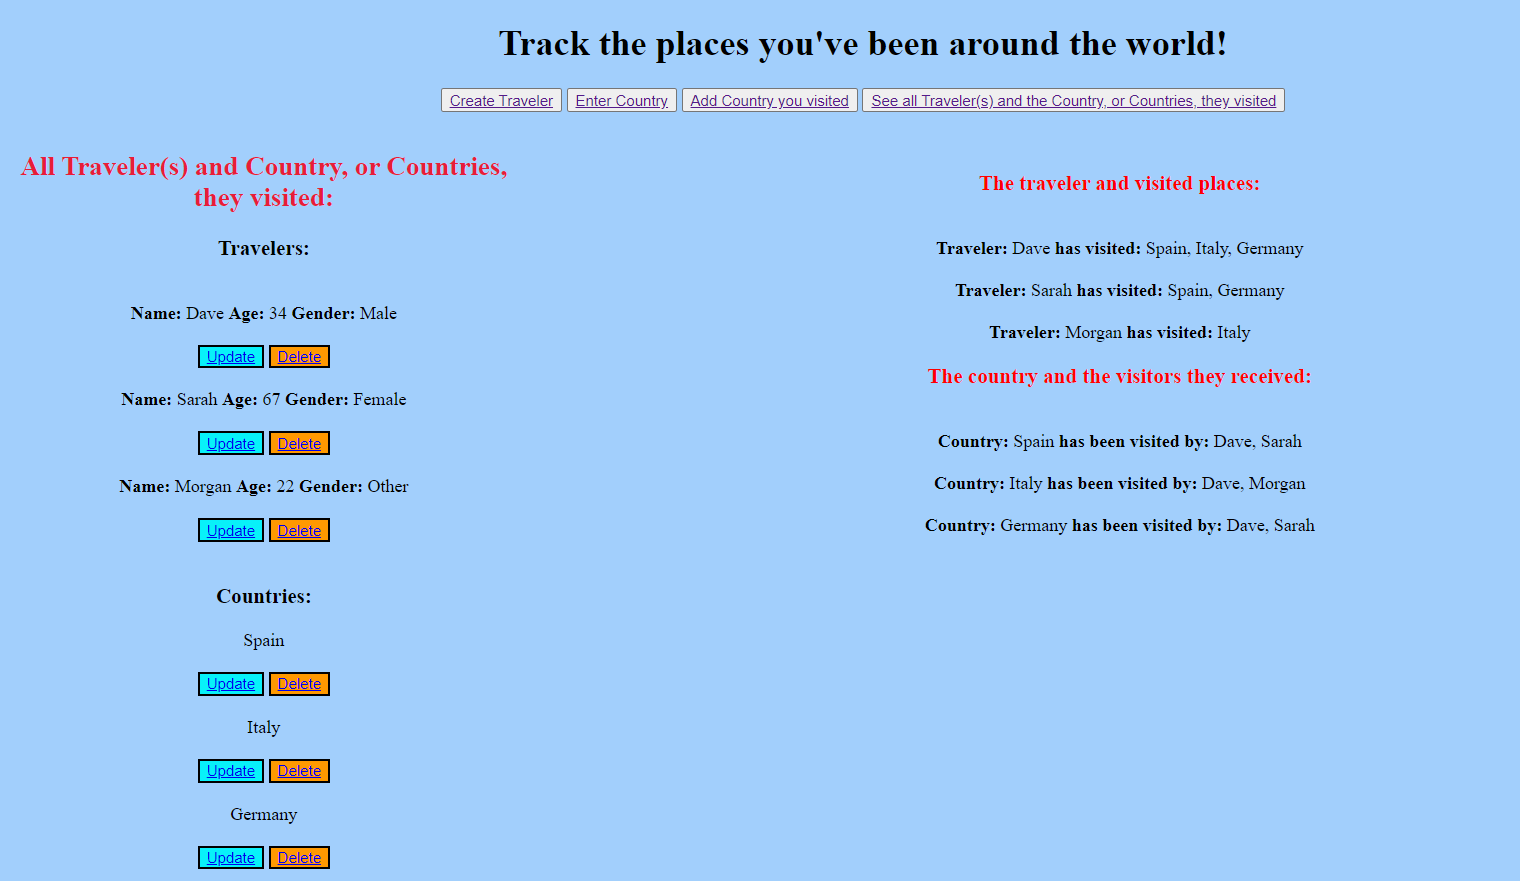 Track the places you've been around the world!
Create Traveler Enter Country Add Country you visited See all Traveler(s) and the Country, or Countries, they visited
All Traveler(s) and Country, or Countries,
they visited:
Travelers:
Name: Dave Age: 34 Gender: Male
Update Delete
Name: Sarah Age: 67 Gender: Female
Update Delete
Name: Morgan Age: 22 Gender: Other
Update Delete
Countries:
Spain
Update Delete
Italy
Update Delete
Germany
Update Delete
The traveler and visited places:
Traveler: Dave has visited: Spain, Italy, Germany
Traveler: Sarah has visited: Spain, Germany
Traveler: Morgan has visited: Italy
The country and the visitors they received:
Country: Spain has been visited by: Dave, Sarah
Country: Italy has been visited by: Dave, Morgan
Country: Germany has been visited by: Dave, Sarah